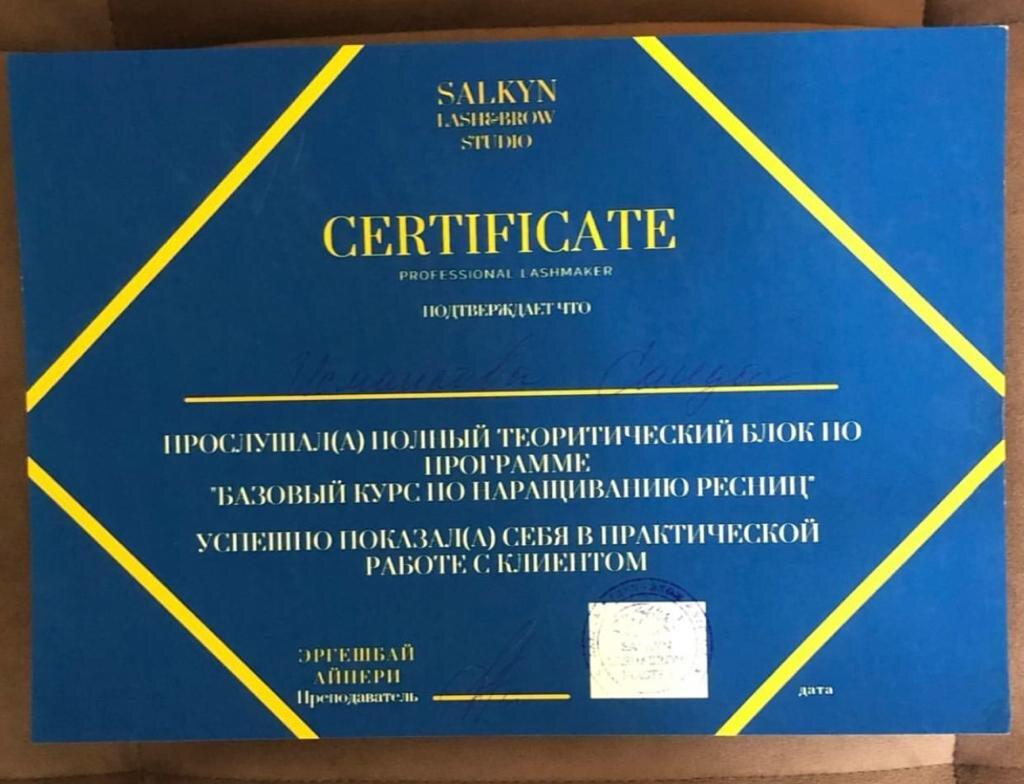 SALKYN
LASH&BROW
STUDIO
CERTIFICATE
PROFESSIONAL LASHMAKER
ПОДТВЕРЖДАЕТ ЧТО
ПРОСЛУШАЛ(А) ПОЛНЫЙ ТЕОРИТИЧЕСКИЙ БЛОК ПО
ПРОГРАММЕ
"БАЗОВЫЙ КУРС ПО НАРАЩИВАНИЮ РЕСНИЦ"
УСПЕШНО ПОКАЗАЛ(А) СЕБЯ В ПРАКТИЧЕСКОЙ
РАБОТЕ С КЛИЕНТОМ
ЭРГЕШБАЙ
АЙПЕРИ
Преподаватель
SALKYN
дата